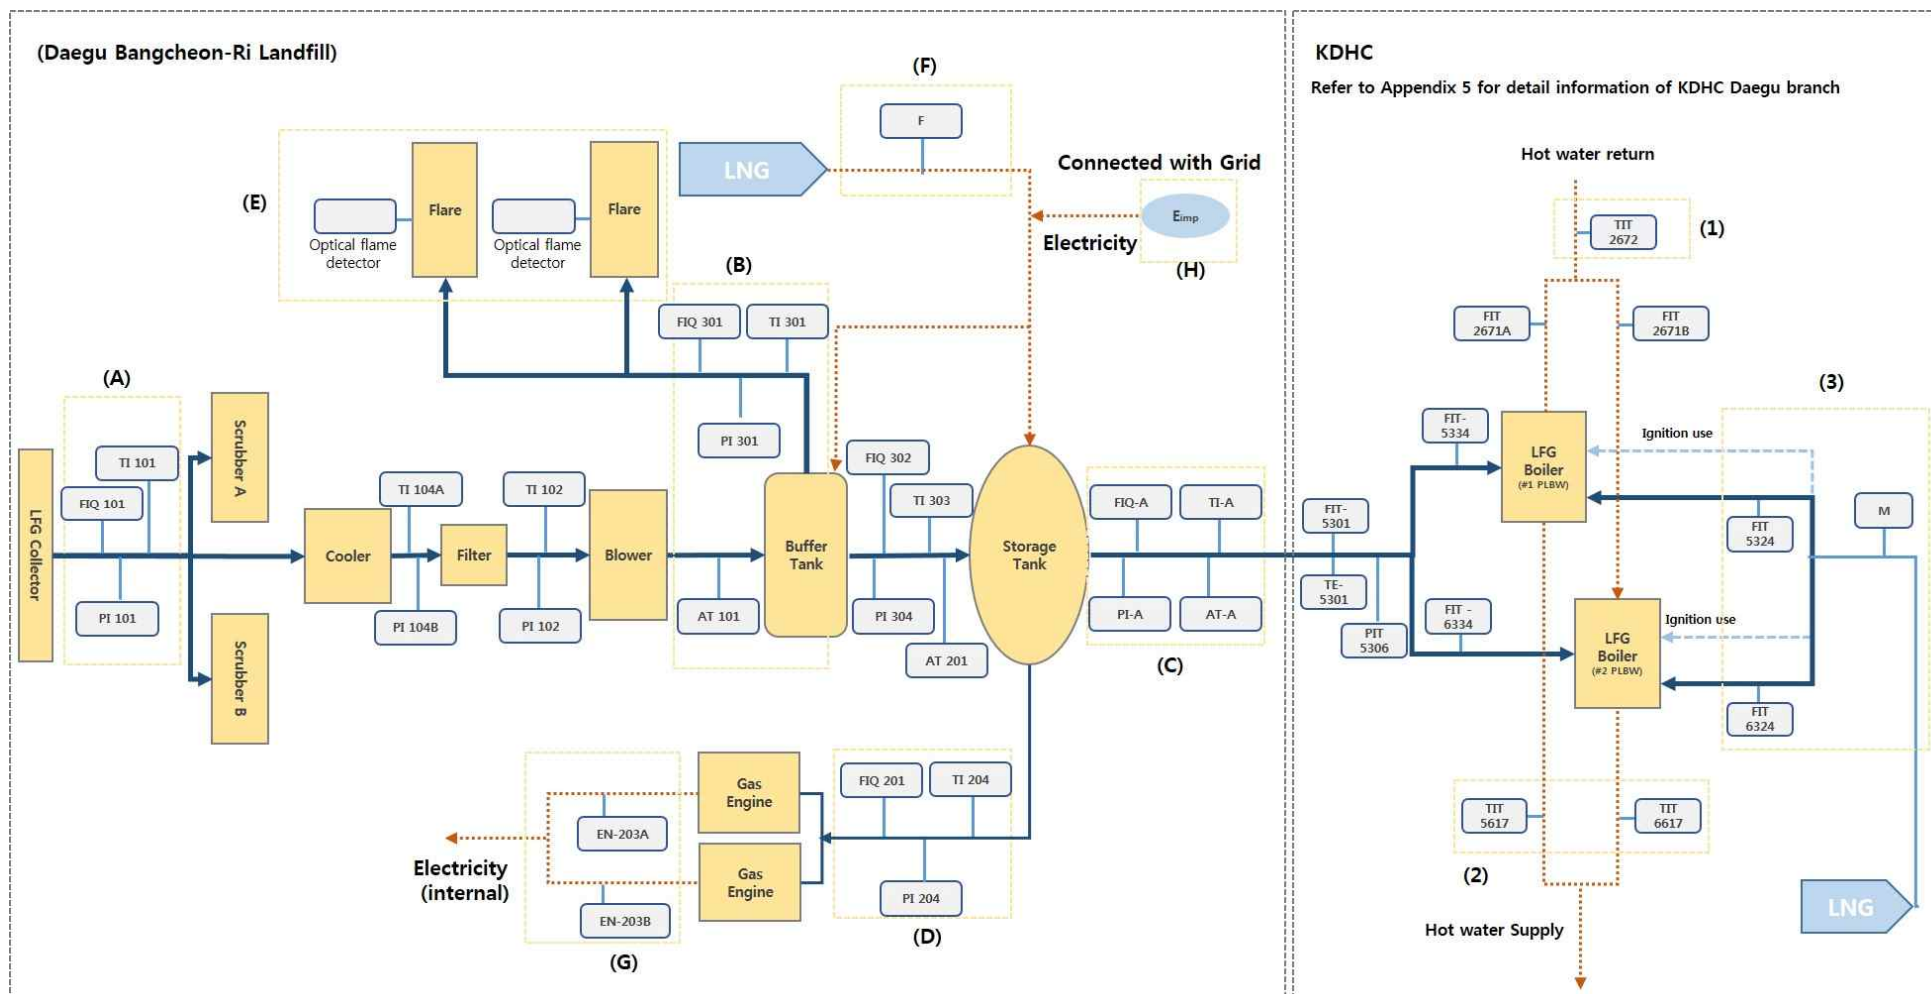 (Daegu Bangcheon-Ri Landfill)
KDHC
Refer to Appendix 5 for detail information of KDHC Daegu branch
(F)
F
LNG
Connected with Grid
Eimp
Electricity
(H)
(E)
Flare
Flare
Optical flame
detector
Optical flame
detector
(B)
FIQ 301
TI 301
PI 301
(A)
TI 101
FIQ 101
PI 101
LFG Collector
Scrubber A
Scrubber B
Cooler
TI 104A
PI 104B
Filter
TI 102
PI 102
Blower
AT 101
Buffer
Tank
FIQ 302
TI 303
PI 304
AT 201
Storage
Tank
FIQ-A
TI-A
PI-A
AT-A
(C)
Gas
Engine
Gas
Engine
FIQ 201
TI 204
PI 204
(D)
EN-203A
EN-203B
(G)
Electricity
(internal)
Hot water return
TIT
2672
(1)
FIT
2671A
FIT
2671B
(3)
FIT-
5334
LFG
Boiler
(#1 PLBW)
Ignition use
FIT
5324
M
FIT-
5301
TE-
5301
PIT
5306
FIT -
6334
LFG
Boiler
(#2 PLBW)
Ignition use
FIT
6324
TIT
5617
TIT
6617
(2)
LNG
Hot water Supply